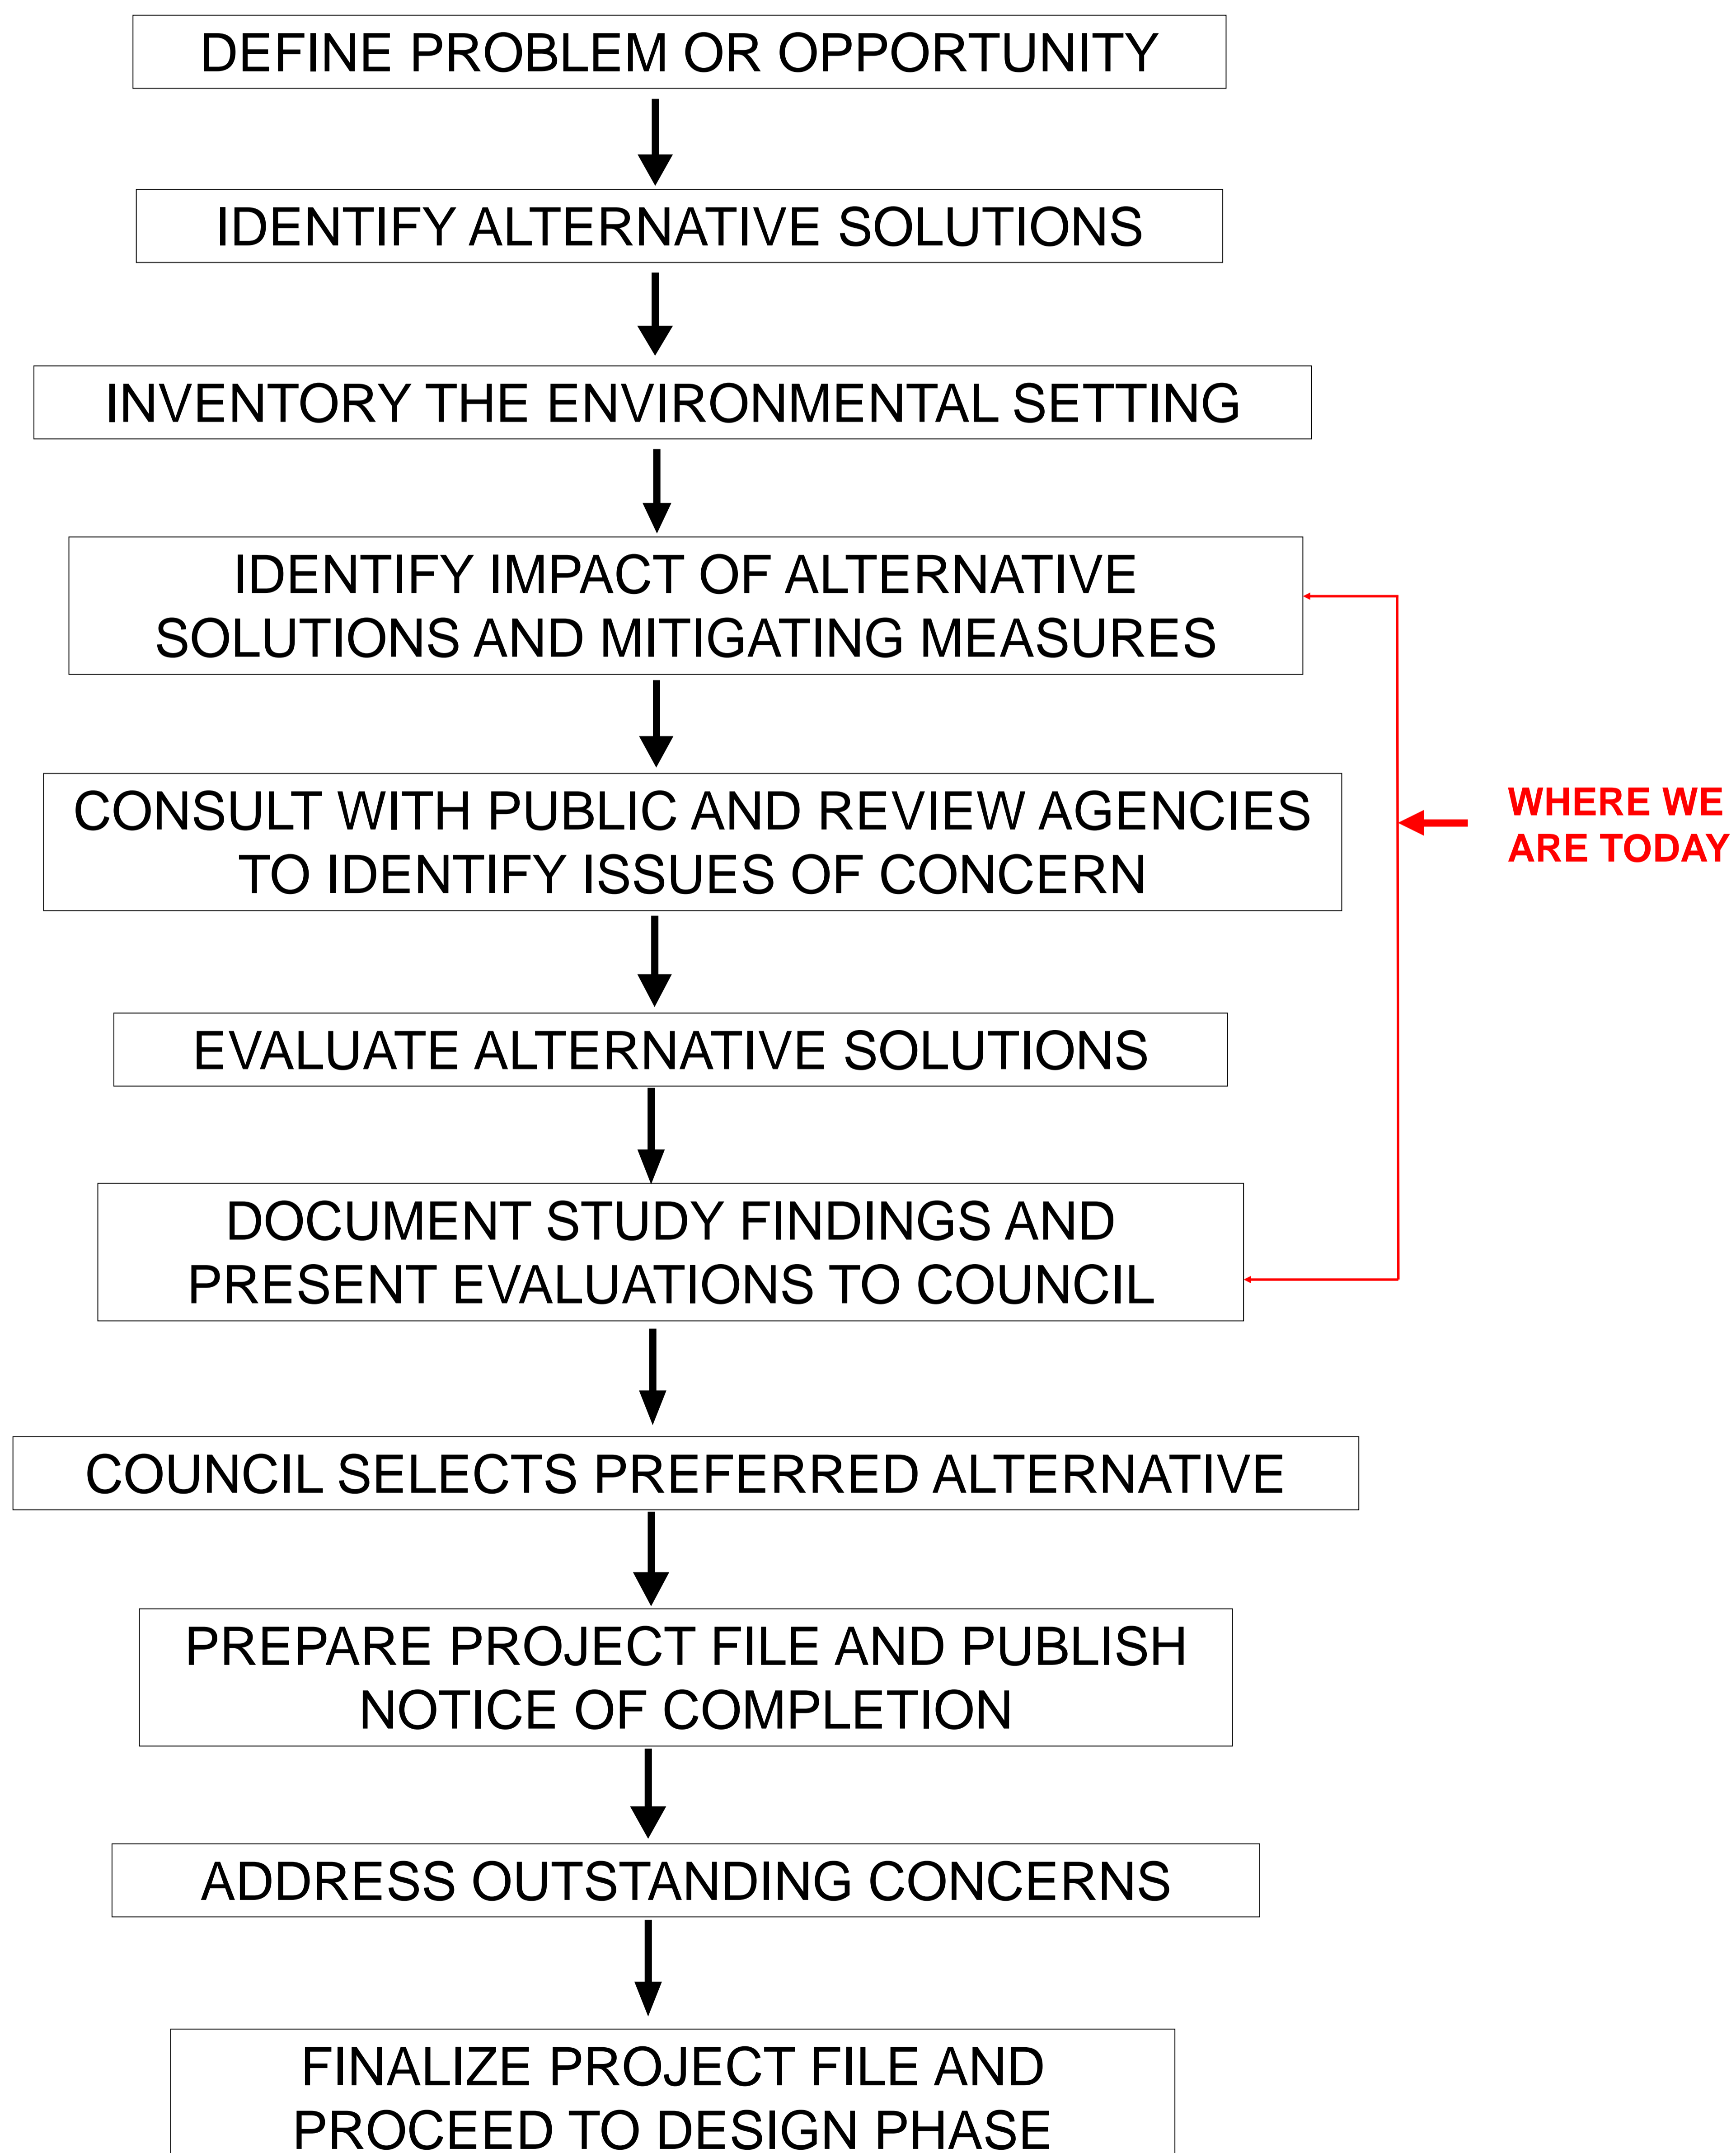 DEFINE PROBLEM OR OPPORTUNITY
IDENTIFY ALTERNATIVE SOLUTIONS
INVENTORY THE ENVIRONMENTAL SETTING
IDENTIFY IMPACT OF ALTERNATIVE
SOLUTIONS AND MITIGATING MEASURES
CONSULT WITH PUBLIC AND REVIEW AGENCIES
TO IDENTIFY ISSUES OF CONCERN
WHERE WE
ARE TODAY
EVALUATE ALTERNATIVE SOLUTIONS
DOCUMENT STUDY FINDINGS AND
PRESENT EVALUATIONS TO COUNCIL
COUNCIL SELECTS PREFERRED ALTERNATIVE
PREPARE PROJECT FILE AND PUBLISH
NOTICE OF COMPLETION
ADDRESS OUTSTANDING CONCERNS
FINALIZE PROJECT FILE AND
PROCEED TO DESIGN PHASE